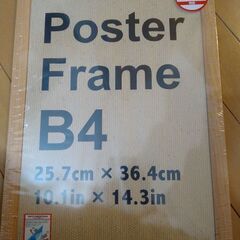 Poster
Frame
B4
25.7cm × 36.4cm
10.1in × 14.3in